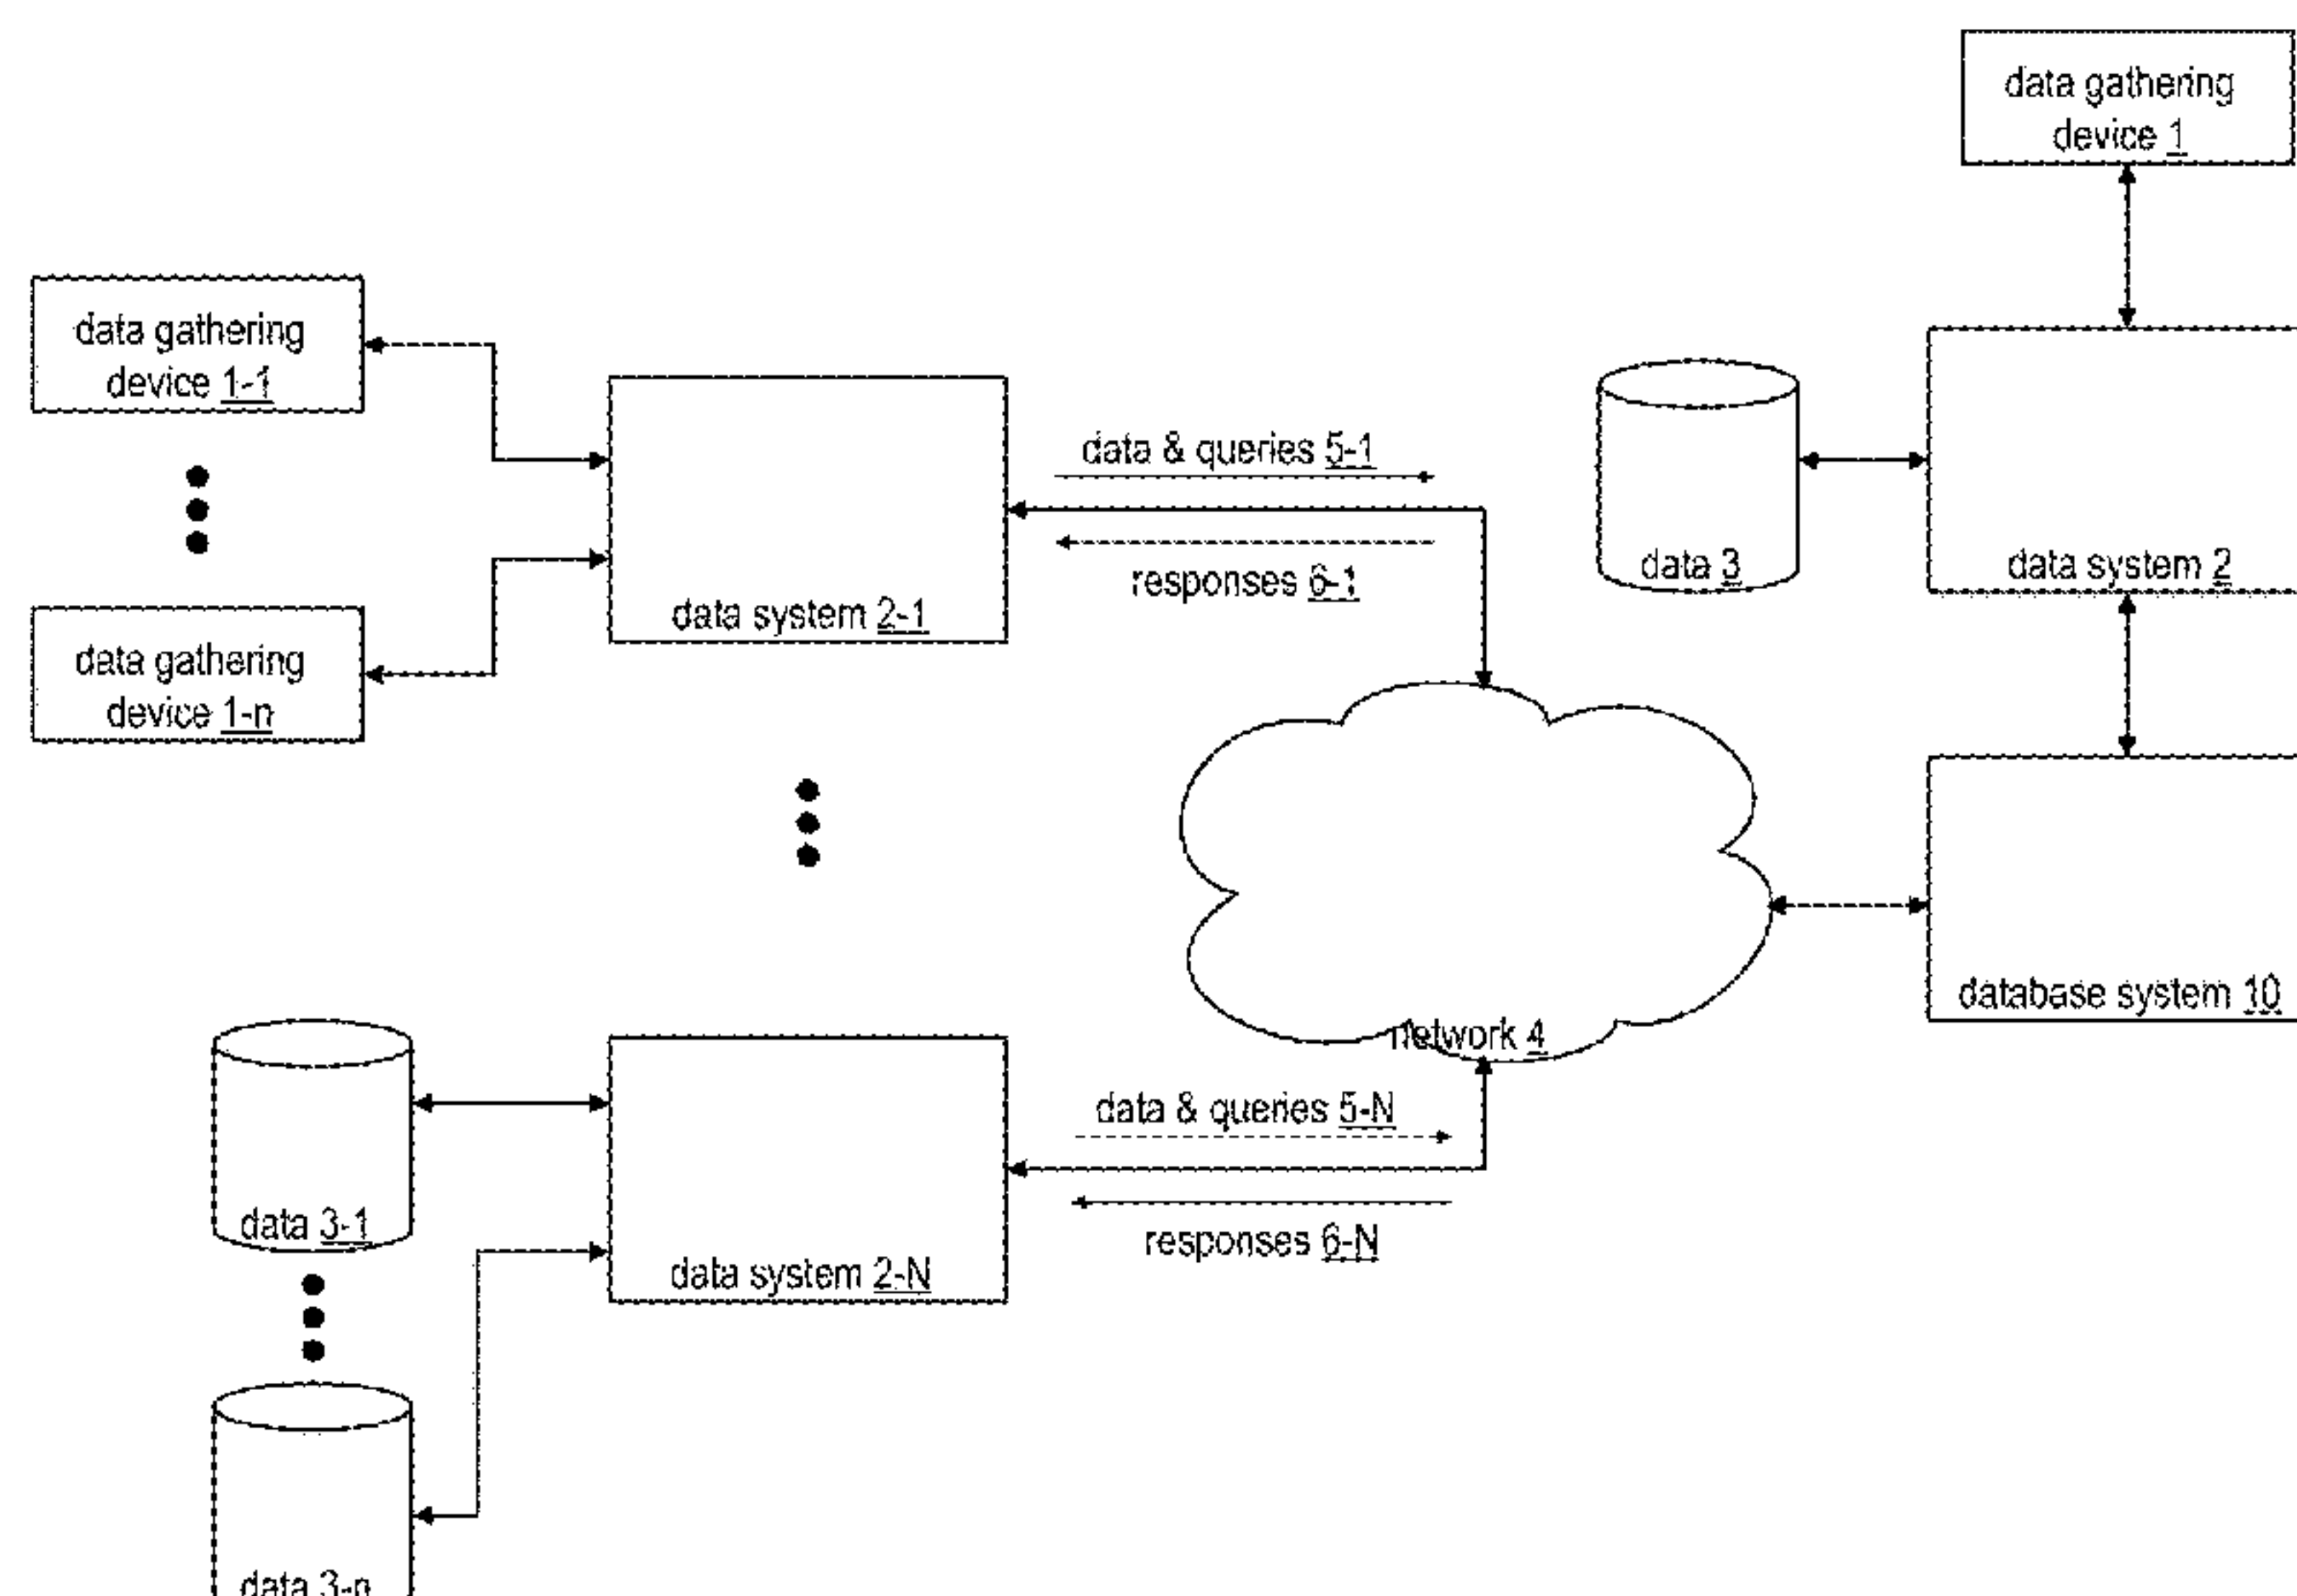 data gathering
device 1
data gathering
device 1-1
data & queries 5-1
data 3
data system 2
responses 6-1
data system 2-1
data gathering
device 1-n
database system 10
network 4
data & queries 5-N
data 3-1
responses 6-N
data system 2-N
data 3-n